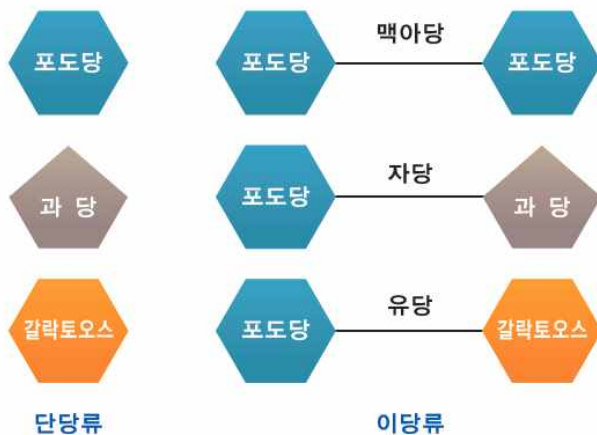 포도당
포도당 맥아당 포도당
과 당
포도당 자당 과 당
갈락토오스
포도당 유당 갈락토오스
단당류
이당류